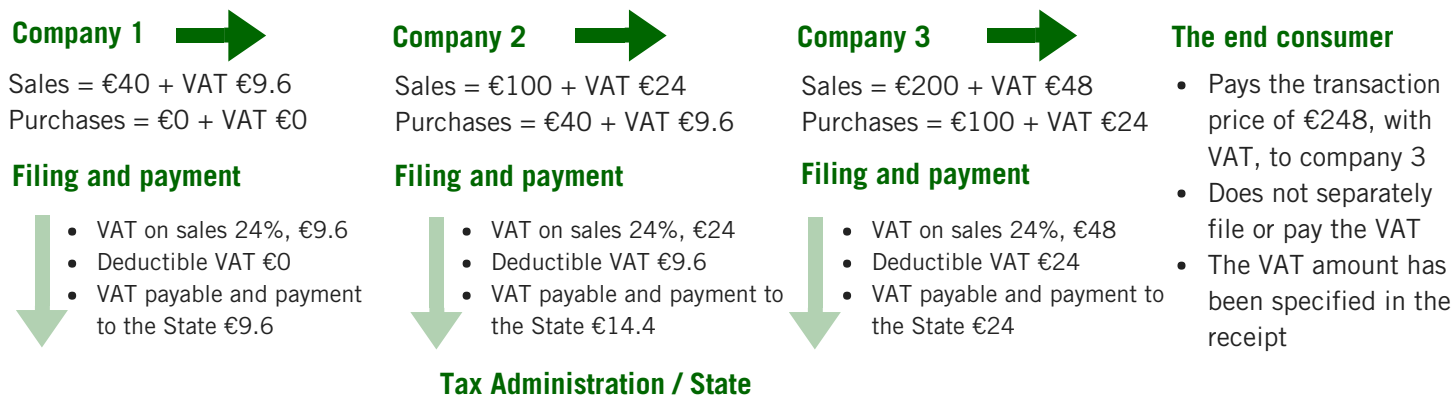 Company 1
Sales = €40 + VAT €9.6
Purchases = €0 + VAT €0
Filing and payment
• VAT on sales 24%, €9.6
• Deductible VAT €0
• VAT payable and payment
to the State €9.6
Company 2
Sales = €100 + VAT €24
Purchases = €40 + VAT €9.6
Filing and payment
• VAT on sales 24%, €24
• Deductible VAT €9.6
• VAT payable and payment to
the State €14.4
Company 3
Sales = €200 + VAT €48
Purchases = €100 + VAT €24
Filing and payment
• VAT on sales 24%, €48
• Deductible VAT €24
• VAT payable and payment to
the State €24
The end consumer
• Pays the transaction
price of €248, with
VAT, to company 3
• Does not separately
file or pay the VAT
• The VAT amount has
been specified in the
receipt
Tax Administration / State